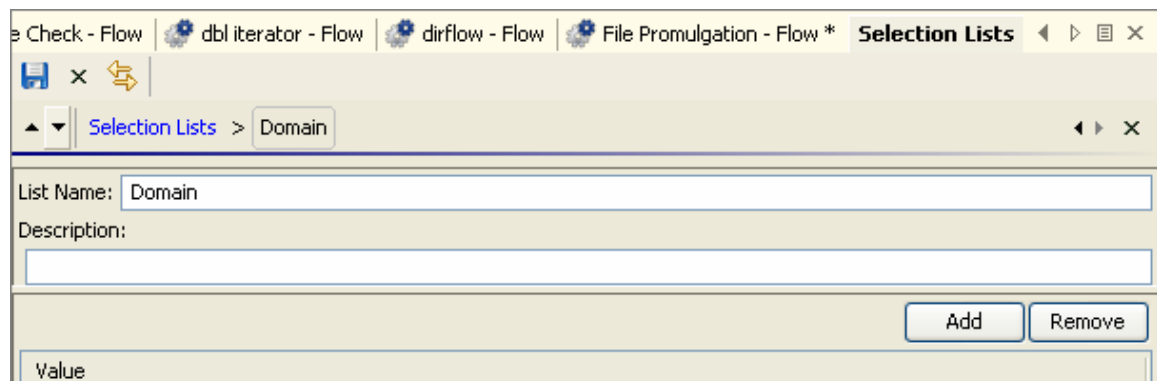 e Check - Flow dbl iterator - Flow dirflow - Flow File Promulgation - Flow * Selection Lists
Selection Lists > Domain
List Name: Domain
Description:
Add Remove
Value